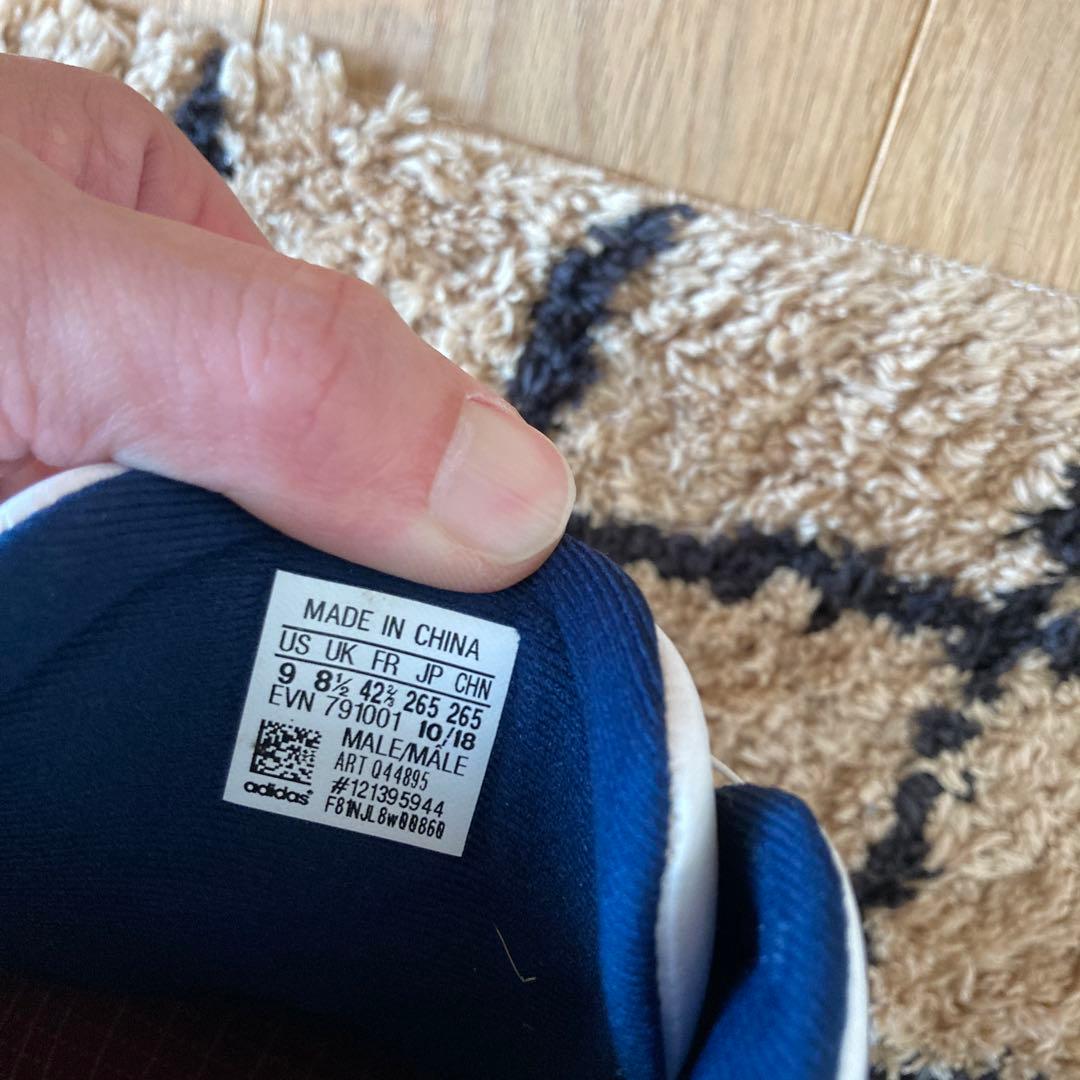 MADE IN CHINA
US UK FR JP CHN
9 8½ 42⅔ 265 265
EVN 791001 10/18
MALE/MÂLE
ART Q44895
#121395944
adidas F81NJL8w00860